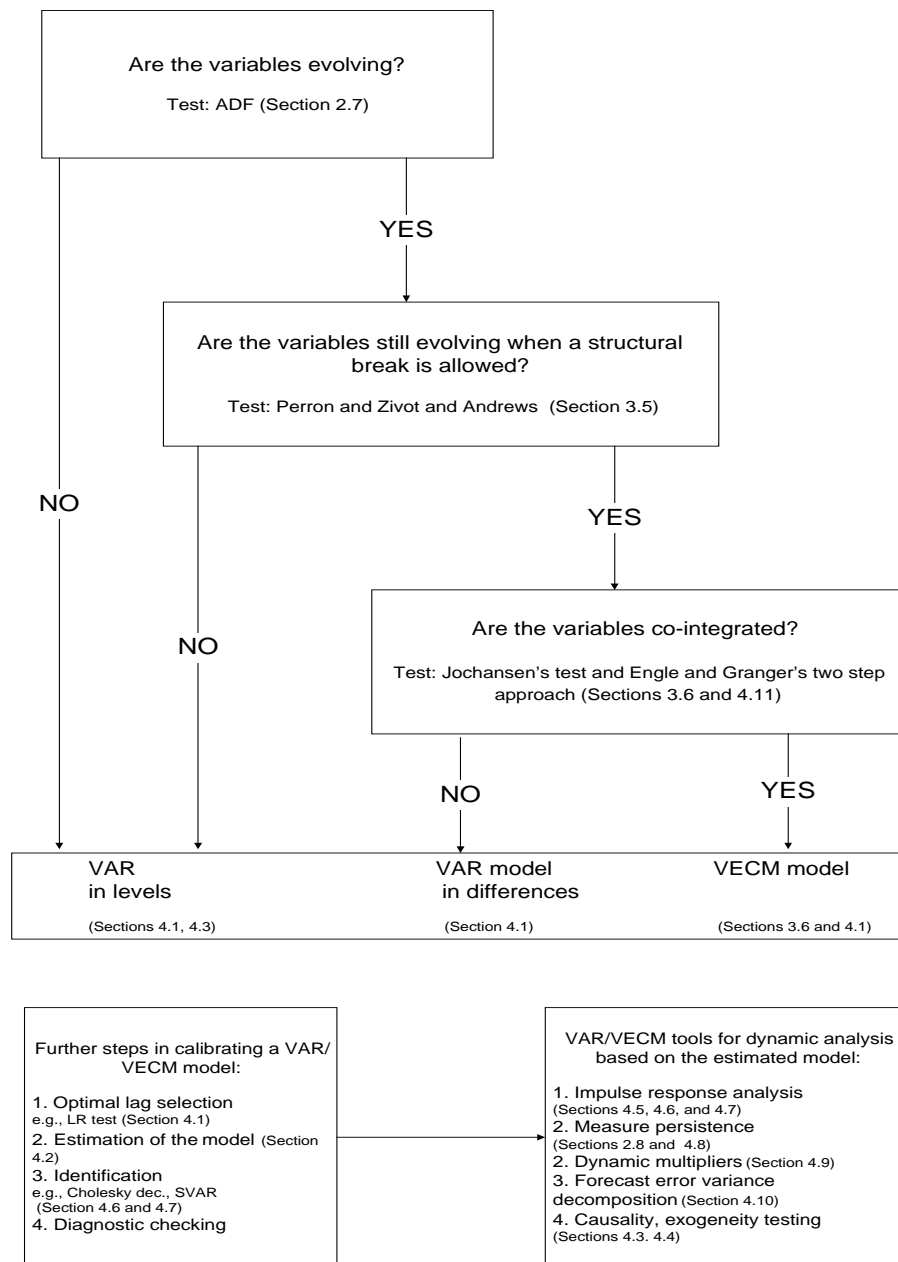 Are the variables evolving?
Test: ADF (Section 2.7)
YES
Are the variables still evolving when a structural
break is allowed?
Test: Perron and Zivot and Andrews (Section 3.5)
NO
YES
Are the variables co-integrated?
Test: Jochansen's test and Engle and Granger's two step
approach (Sections 3.6 and 4.11)
NO
NO
YES
VAR
in levels
(Sections 4.1, 4.3)
VAR model
in differences
(Section 4.1)
VECM model
(Sections 3.6 and 4.1)
Further steps in calibrating a VAR/
VECM model:
1. Optimal lag selection
e.g., LR test (Section 4.1)
2. Estimation of the model (Section
4.2)
3. Identification
e.g., Cholesky dec., SVAR
(Section 4.6 and 4.7)
4. Diagnostic checking
VAR/VECM tools for dynamic analysis
based on the estimated model:
1. Impulse response analysis
(Sections 4.5, 4.6, and 4.7)
2. Measure persistence
(Sections 2.8 and 4.8)
2. Dynamic multipliers (Section 4.9)
3. Forecast error variance
decomposition (Section 4.10)
4. Causality, exogeneity testing
(Sections 4.3. 4.4)